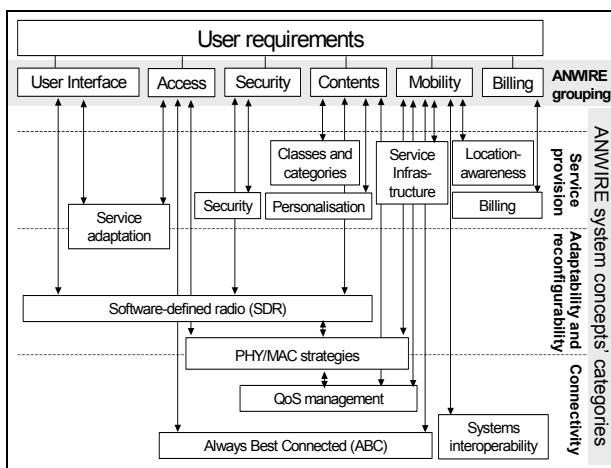 User requirements
User Interface
Access
Security
Contents
Mobility
Billing
ANWIRE
grouping
Classes and
categories
Service
Infras-
tructure
Location-
awareness
Security
Personalisation
Billing
Service
adaptation
Service
provision
Software-defined radio (SDR)
PHY/MAC strategies
Adaptability and
reconfigurability
QoS management
Always Best Connected (ABC)
Systems
interoperability
Connectivity
ANWIRE system concepts' categories